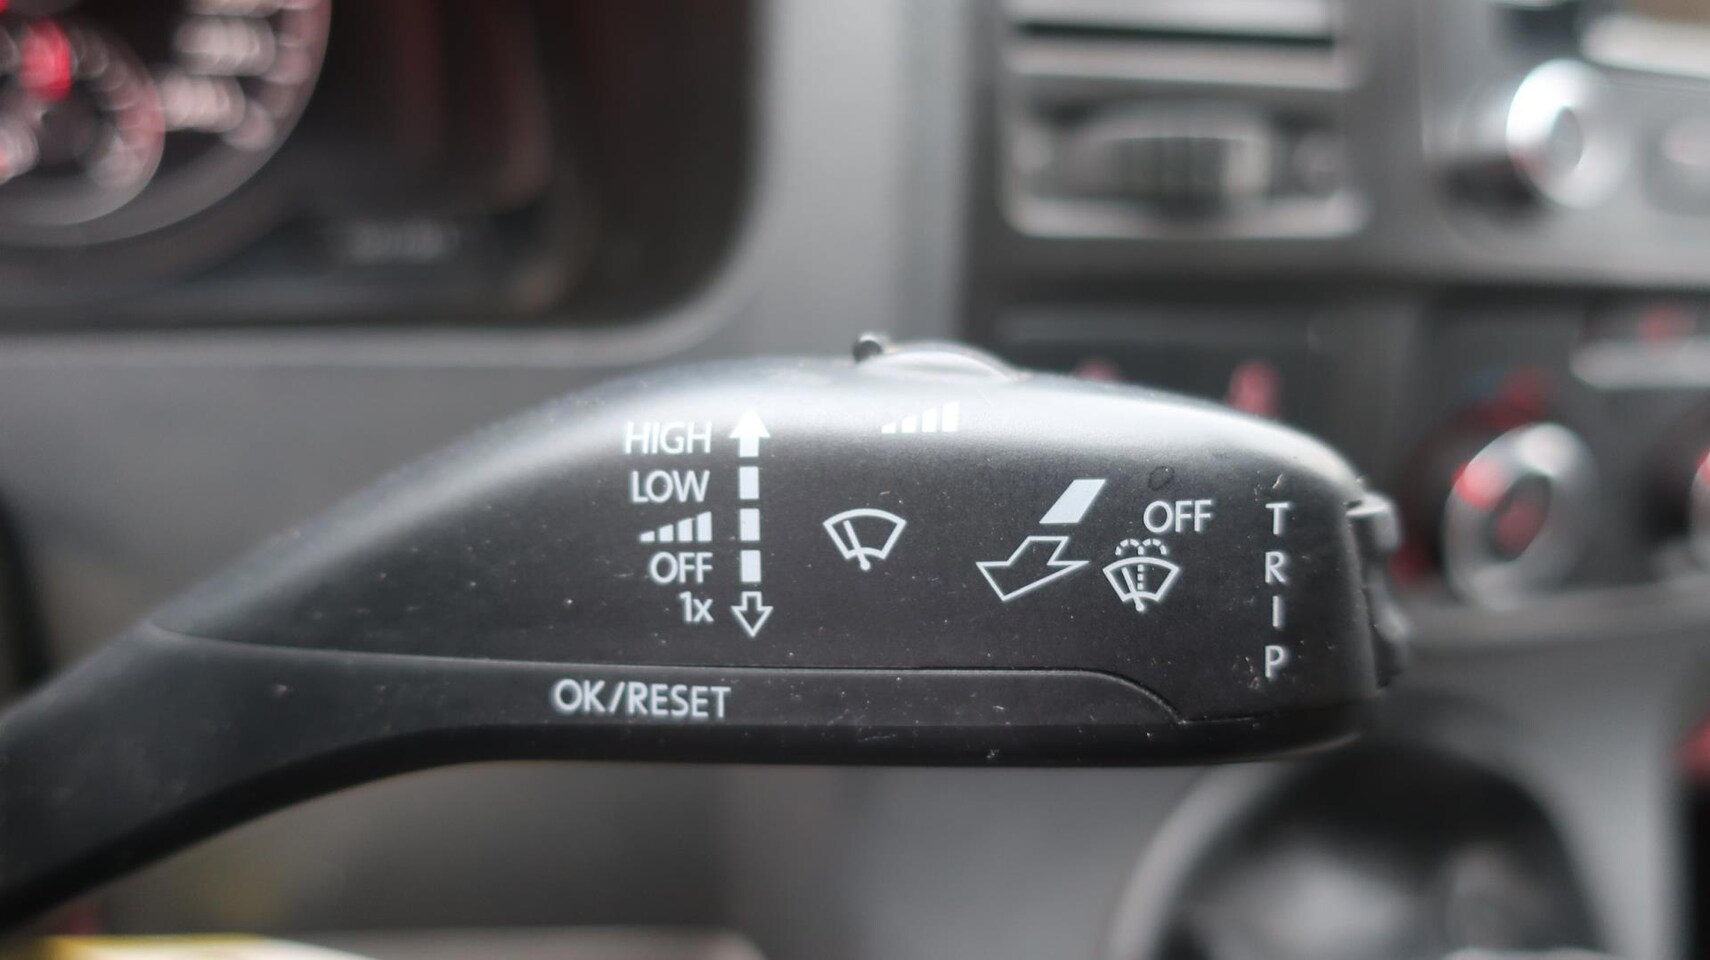 HIGH
LOW
OFF
1x
OFF
TRIP
OK/RESET